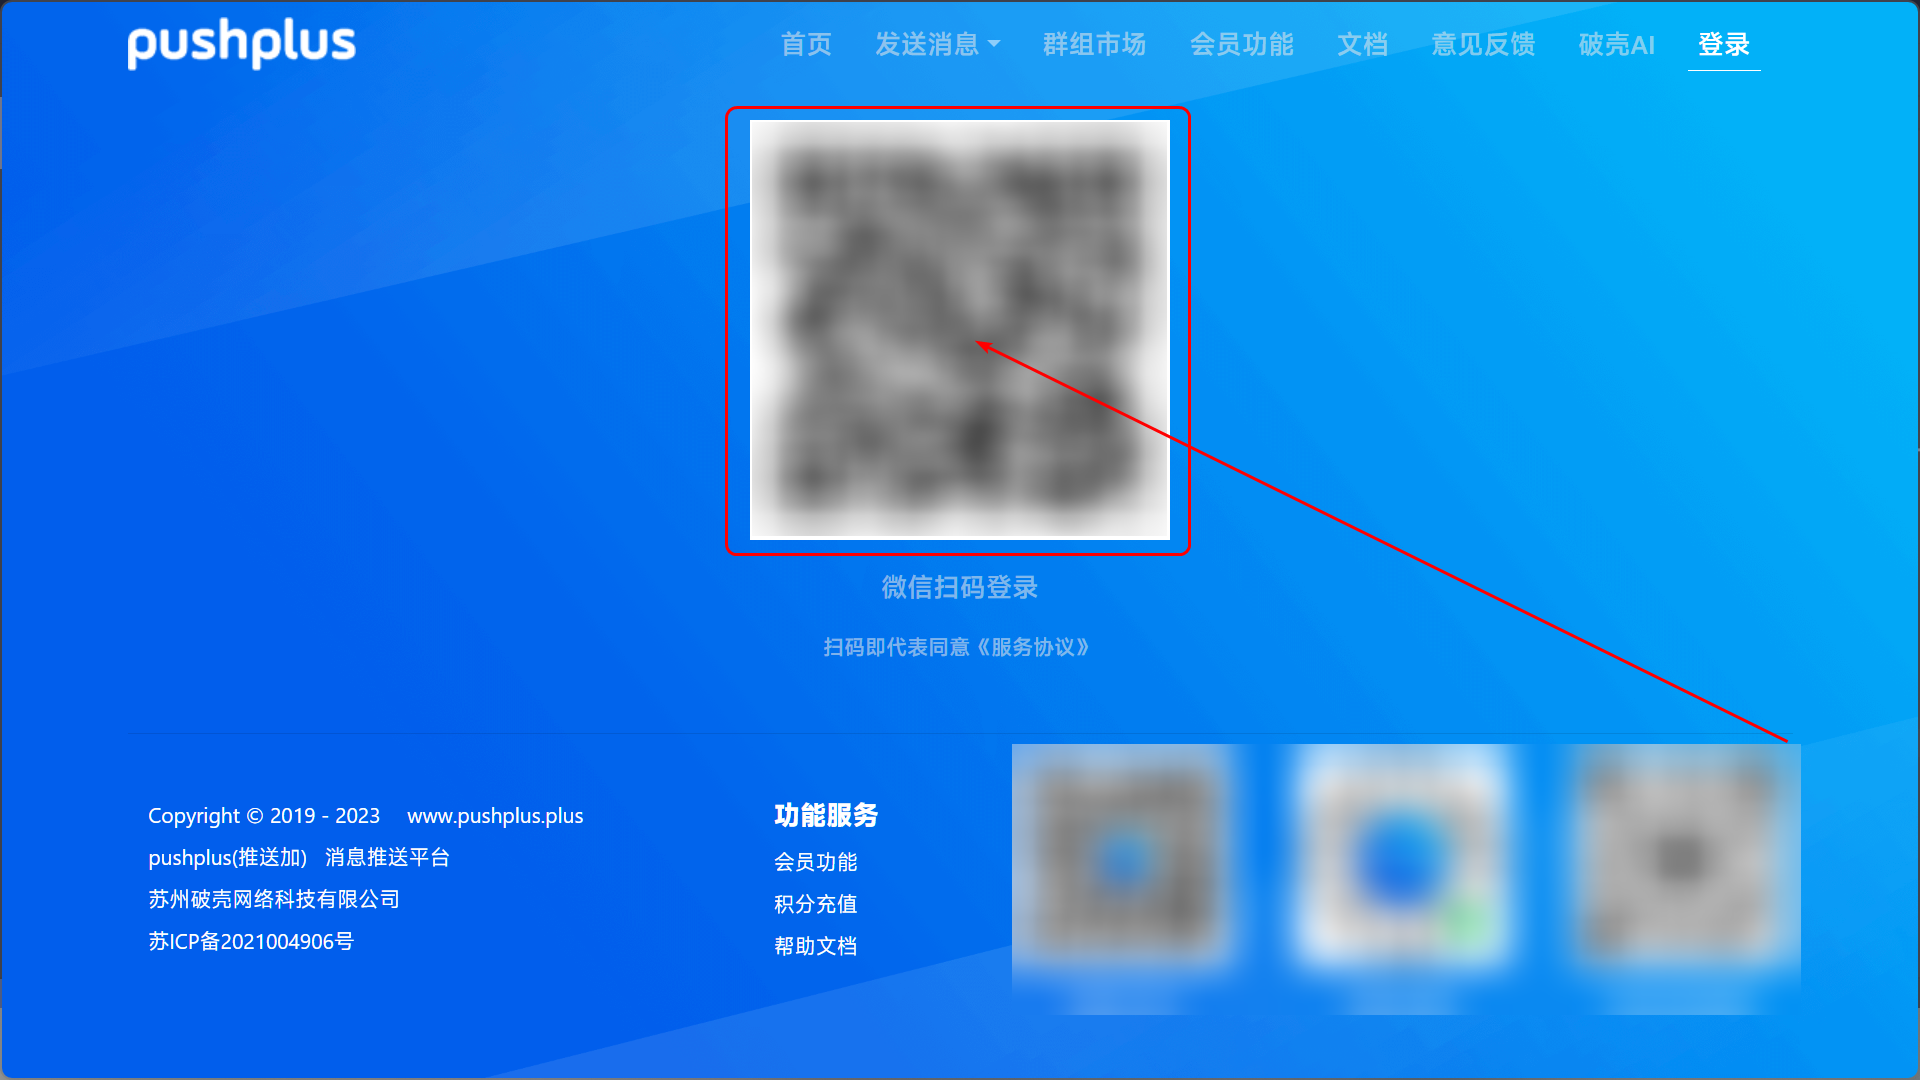 pushplus
首页 发送消息 群组市场 会员功能 文档 意见反馈 破壳AI 登录
微信扫码登录
扫码即代表同意《服务协议》
Copyright © 2019 - 2023 www.pushplus.plus
pushplus(推送加) 消息推送平台
苏州破壳网络科技有限公司
苏ICP备2021004906号
功能服务
会员功能
积分充值
帮助文档